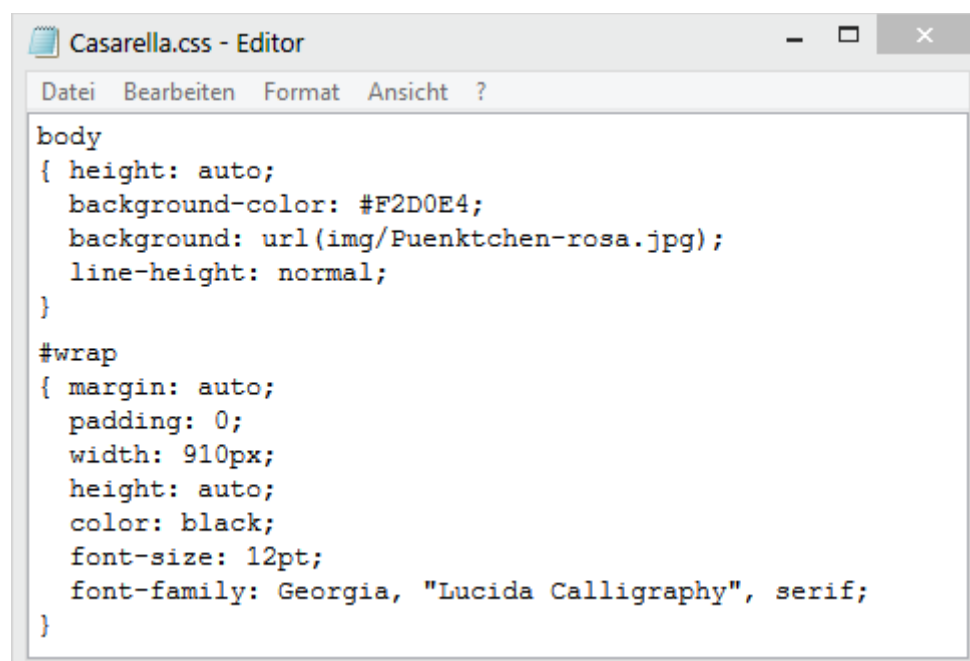 Casarella.css - Editor
Datei Bearbeiten Format Ansicht ?
body
{ height: auto;
  background-color: #F2D0E4;
  background: url(img/Puenktchen-rosa.jpg);
  line-height: normal;
}
#wrap
{ margin: auto;
  padding: 0;
  width: 910px;
  height: auto;
  color: black;
  font-size: 12pt;
  font-family: Georgia, "Lucida Calligraphy", serif;
}